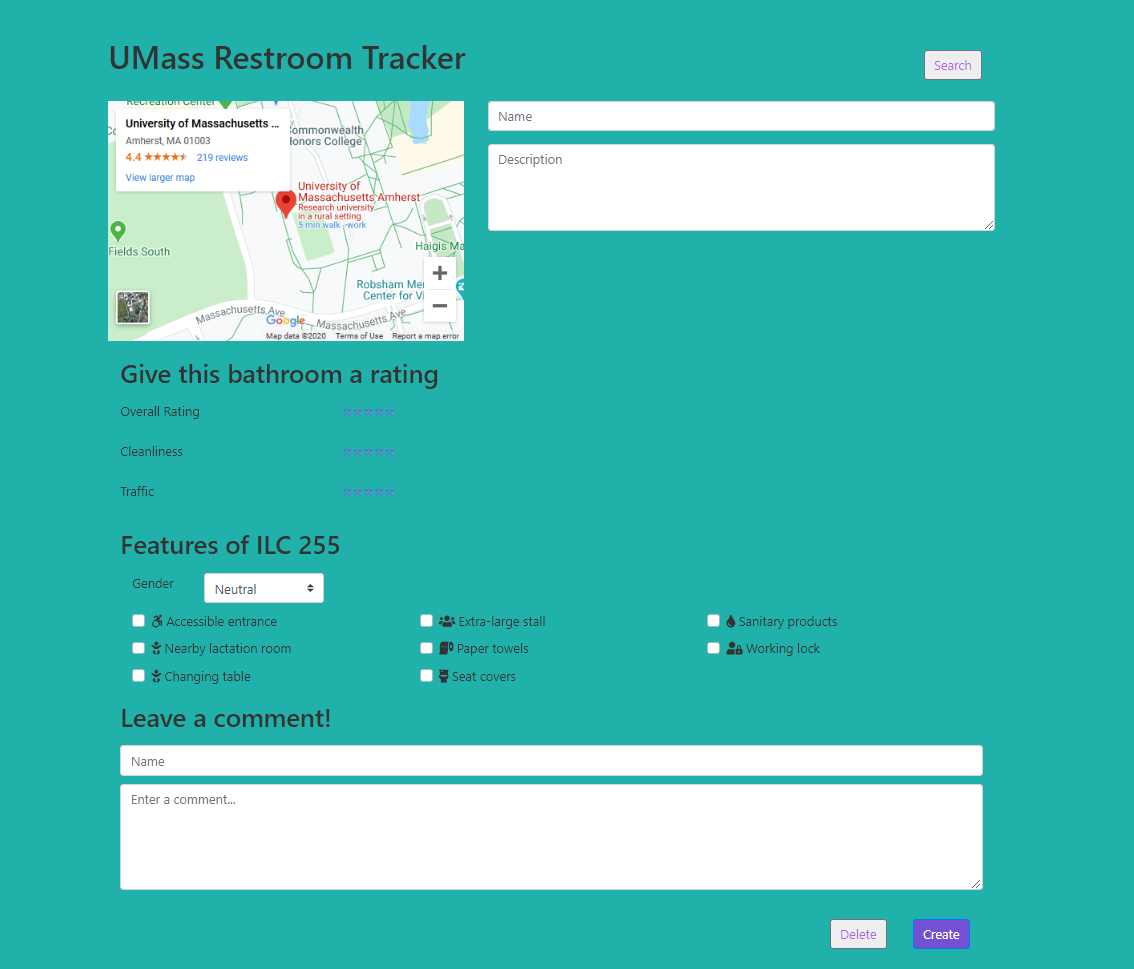 UMass Restroom Tracker
Search
Recreation Center
University of Massachusetts ...
Amherst, MA 01003
4.4 ★★★★★ 219 reviews
View larger map
Commonwealth
Honors College
University of
Massachusetts Amherst
Research university
in a rural setting
5 min walk - work
Fields South
Haigis Ma
Robsham Me
Center for Vi
Massachusetts Ave
Massachusetts Ave
Google
Map data ©2020 Terms of Use Report a map error
Name
Description
Give this bathroom a rating
Overall Rating ☆☆☆☆☆
Cleanliness ☆☆☆☆☆
Traffic ☆☆☆☆☆
Features of ILC 255
Gender Neutral
Accessible entrance Extra-large stall Sanitary products
Nearby lactation room Paper towels Working lock
Changing table Seat covers
Leave a comment!
Name
Enter a comment...
Delete Create